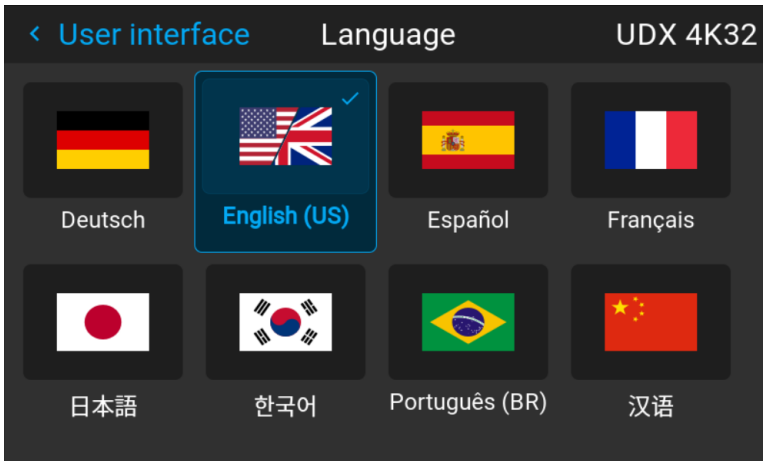 User interface Language UDX 4K32
Deutsch English (US) Español Français
日本語 한국어 Português (BR) 汉语